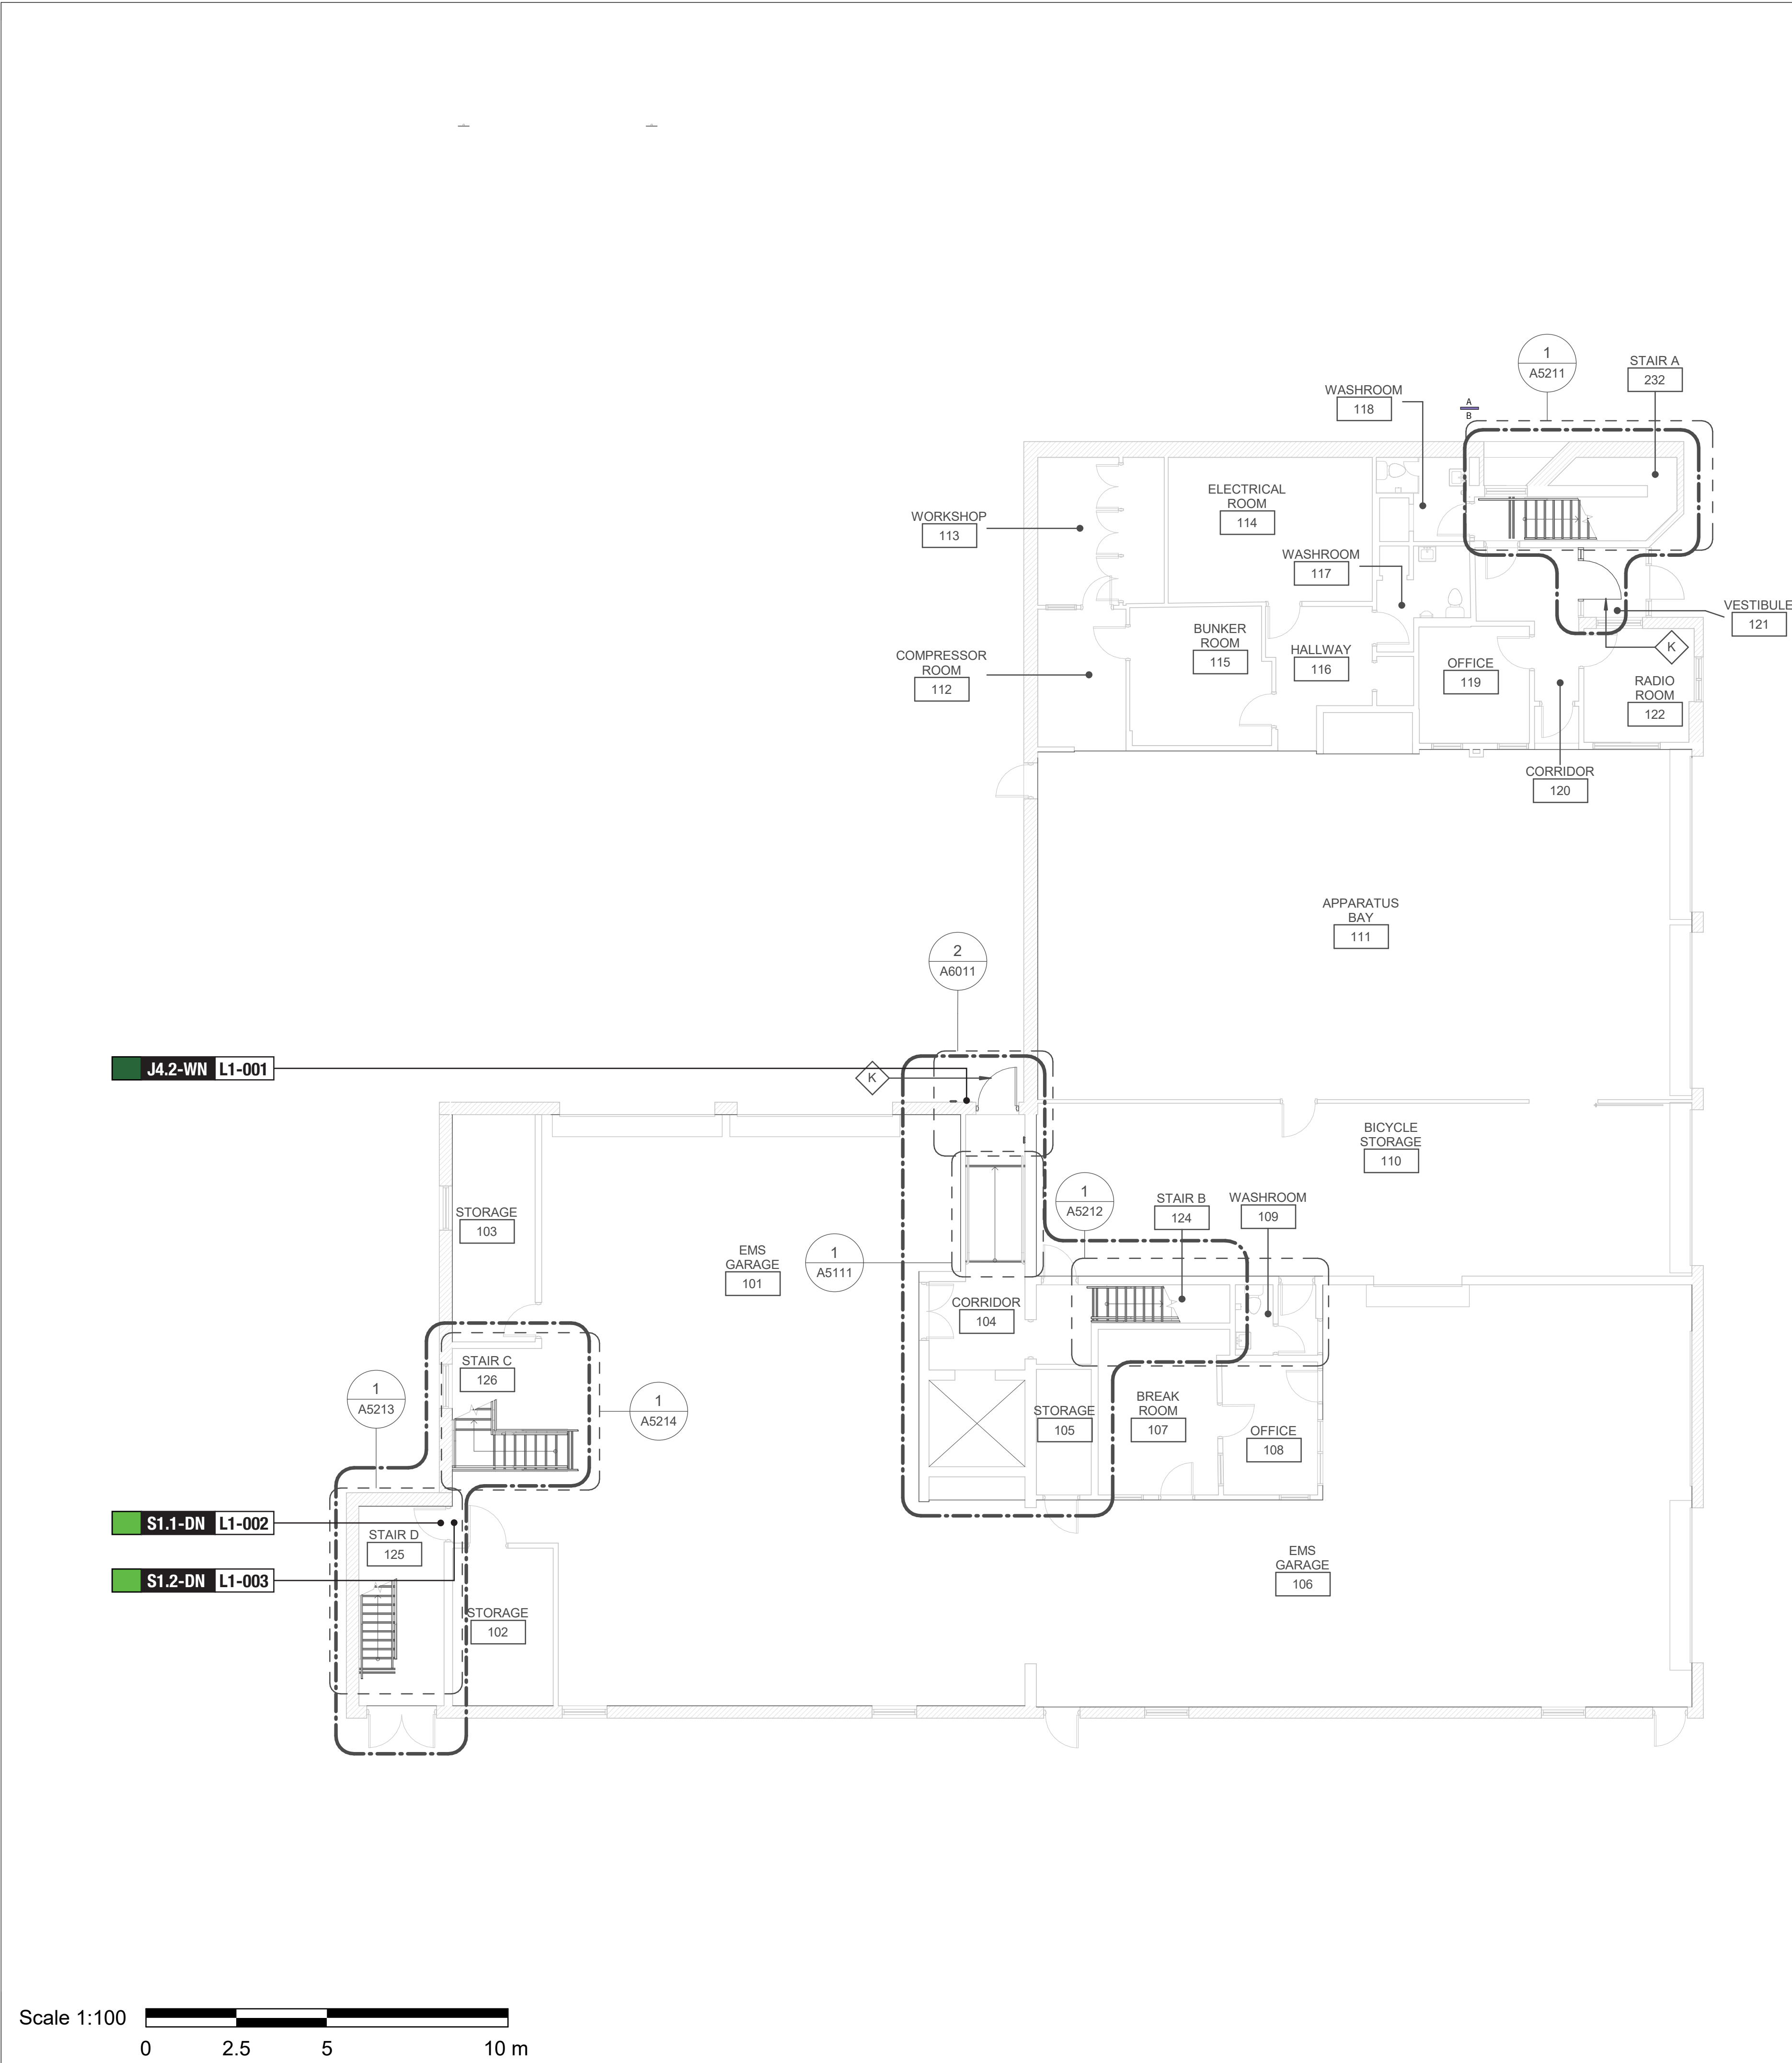 1
A5211
STAIR A
232
WASHROOM
118
A
B
ELECTRICAL
ROOM
114
WORKSHOP
113
WASHROOM
117
VESTIBULE
121
BUNKER
ROOM
115
HALLWAY
116
K
COMPRESSOR
ROOM
112
OFFICE
119
RADIO
ROOM
122
CORRIDOR
120
APPARATUS
BAY
111
2
A6011
J4.2-WN L1-001
K
BICYCLE
STORAGE
110
1
A5212
STAIR B
124
WASHROOM
109
STORAGE
103
EMS
GARAGE
101
1
A5111
CORRIDOR
104
STAIR C
126
1
A5213
1
A5214
STORAGE
105
BREAK
ROOM
107
OFFICE
108
S1.1-DN L1-002
STAIR D
125
EMS
GARAGE
106
S1.2-DN L1-003
STORAGE
102
Scale 1:100
0 2.5 5 10 m